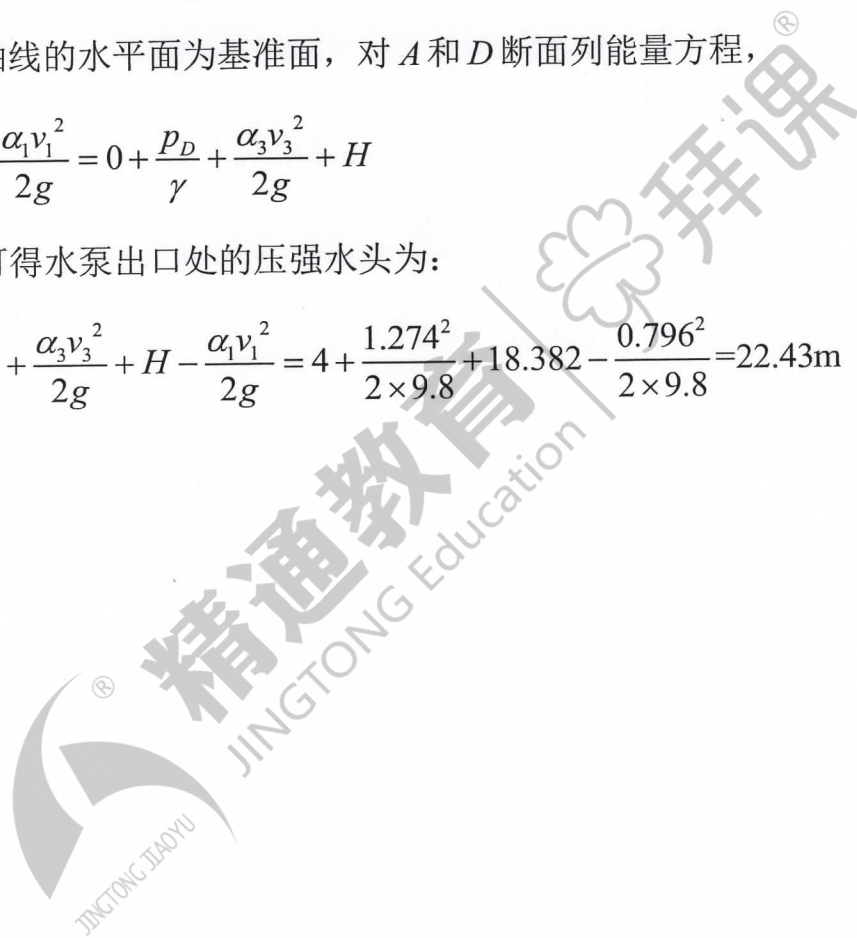 线的水平面为基准面，对 A 和 D 断面列能量方程，
α₁v₁²/2g = 0 + p_D/γ + α₃v₃²/2g + H
得水泵出口处的压强水头为：
+ α₃v₃²/2g + H − α₁v₁²/2g = 4 + 1.274²/2×9.8 +18.382− 0.796²/2×9.8 =22.43m
精通教育 | 拜课®
JINGTONG Education
®
JINGTONG JIAOYU